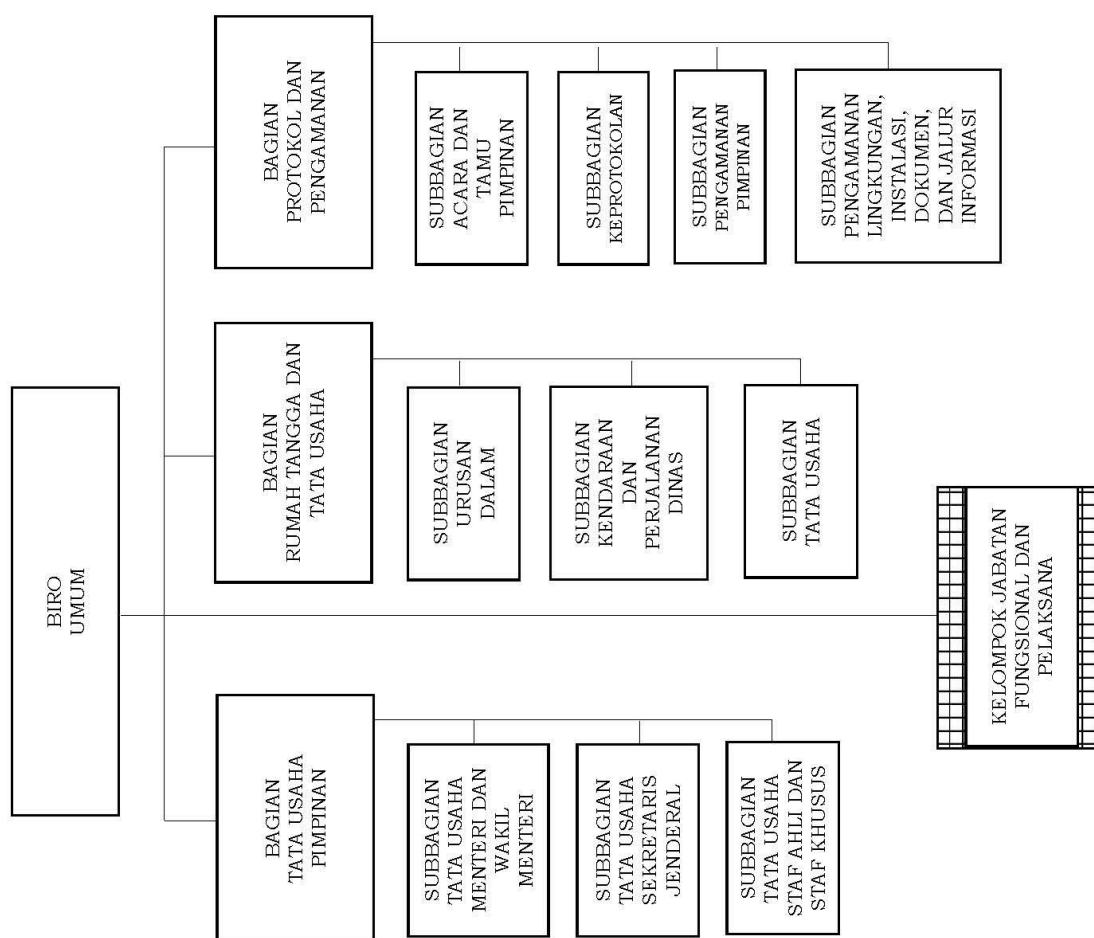 BIRO
UMUM
BAGIAN
TATA USAHA
PIMPINAN
SUBBAGIAN
TATA USAHA
MENTERI DAN
WAKIL
MENTERI
SUBBAGIAN
TATA USAHA
SEKRETARIS
JENDERAL
SUBBAGIAN
TATA USAHA
STAF AHLI DAN
STAF KHUSUS
BAGIAN
RUMAH TANGGA DAN
TATA USAHA
SUBBAGIAN
URUSAN
DALAM
SUBBAGIAN
KENDARAAN
DAN
PERJALANAN
DINAS
SUBBAGIAN
TATA USAHA
BAGIAN
PROTOKOL DAN
PENGAMANAN
SUBBAGIAN
ACARA DAN
TAMU
PIMPINAN
SUBBAGIAN
KEPROTOKOLAN
SUBBAGIAN
PENGAMANAN
PIMPINAN
SUBBAGIAN
PENGAMANAN
LINGKUNGAN,
INSTALASI,
DOKUMEN,
DAN JALUR
INFORMASI
KELOMPOK JABATAN
FUNGSIONAL DAN
PELAKSANA